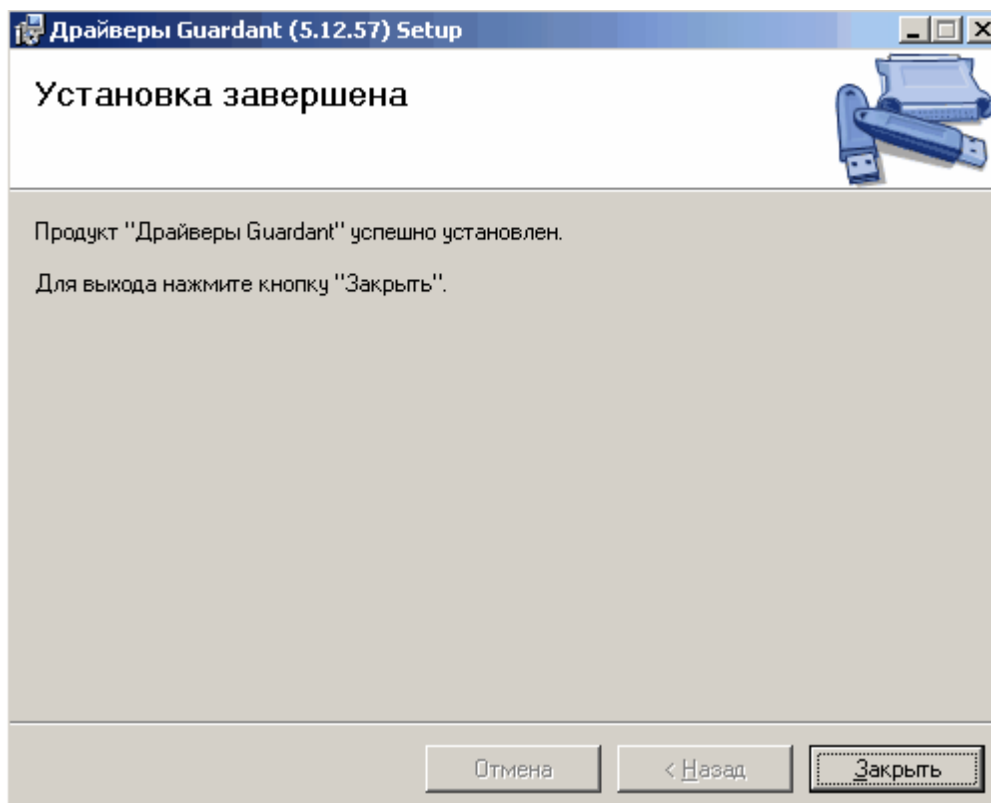 Драйверы Guardant (5.12.57) Setup
Установка завершена
Продукт "Драйверы Guardant" успешно установлен.
Для выхода нажмите кнопку "Закрыть".
Отмена
< Назад
Закрыть